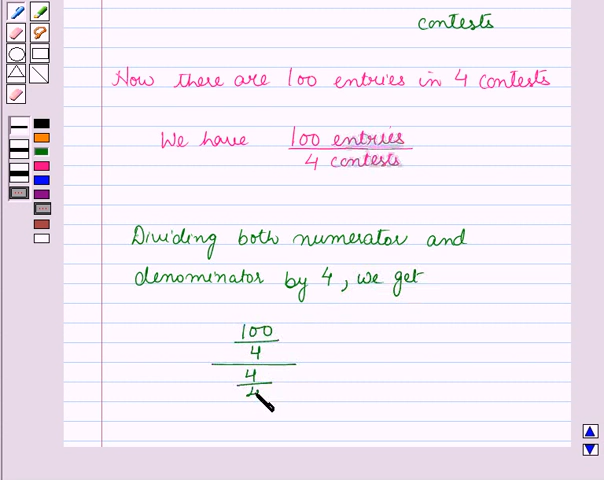 contests
Now there are 100 entries in 4 contests
We have 100 entries
4 contests
Dividing both numerator and
denominator by 4, we get
100
4
4
4